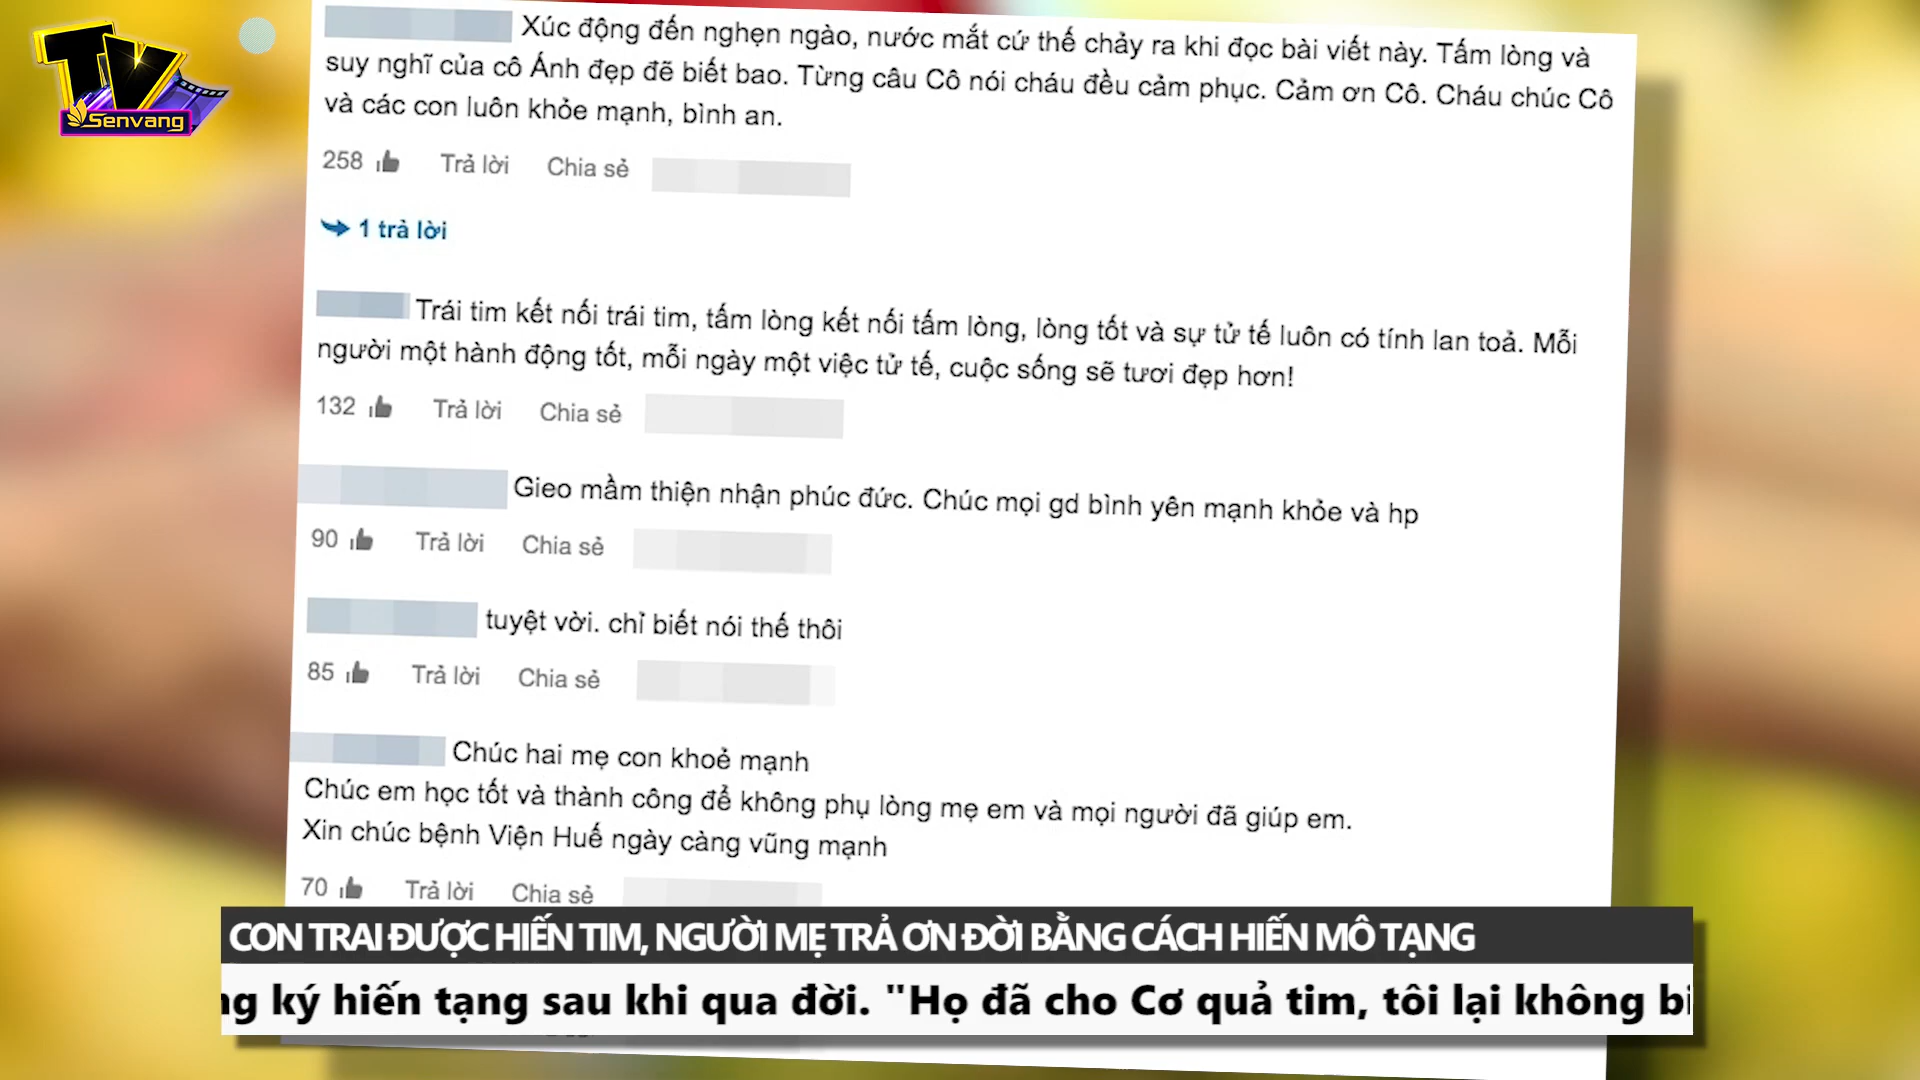 TV
Senvang
Xúc động đến nghẹn ngào, nước mắt cứ thế chảy ra khi đọc bài viết này. Tấm lòng và
suy nghĩ của cô Ánh đẹp đẽ biết bao. Từng câu Cô nói cháu đều cảm phục. Cảm ơn Cô. Cháu chúc Cô
và các con luôn khỏe mạnh, bình an.
258 Trả lời Chia sẻ
1 trả lời
Trái tim kết nối trái tim, tấm lòng kết nối tấm lòng, lòng tốt và sự tử tế luôn có tính lan toả. Mỗi
người một hành động tốt, mỗi ngày một việc tử tế, cuộc sống sẽ tươi đẹp hơn!
132 Trả lời Chia sẻ
Gieo mầm thiện nhận phúc đức. Chúc mọi gd bình yên mạnh khỏe và hp
90 Trả lời Chia sẻ
tuyệt vời. chỉ biết nói thế thôi
85 Trả lời Chia sẻ
Chúc hai mẹ con khoẻ mạnh
Chúc em học tốt và thành công để không phụ lòng mẹ em và mọi người đã giúp em.
Xin chúc bệnh Viện Huế ngày càng vững mạnh
70 Trả lời Chia sẻ
CON TRAI ĐƯỢC HIẾN TIM, NGƯỜI MẸ TRẢ ƠN ĐỜI BẰNG CÁCH HIẾN MÔ TẠNG
ký hiến tạng sau khi qua đời. "Họ đã cho Cơ quả tim, tôi lại không